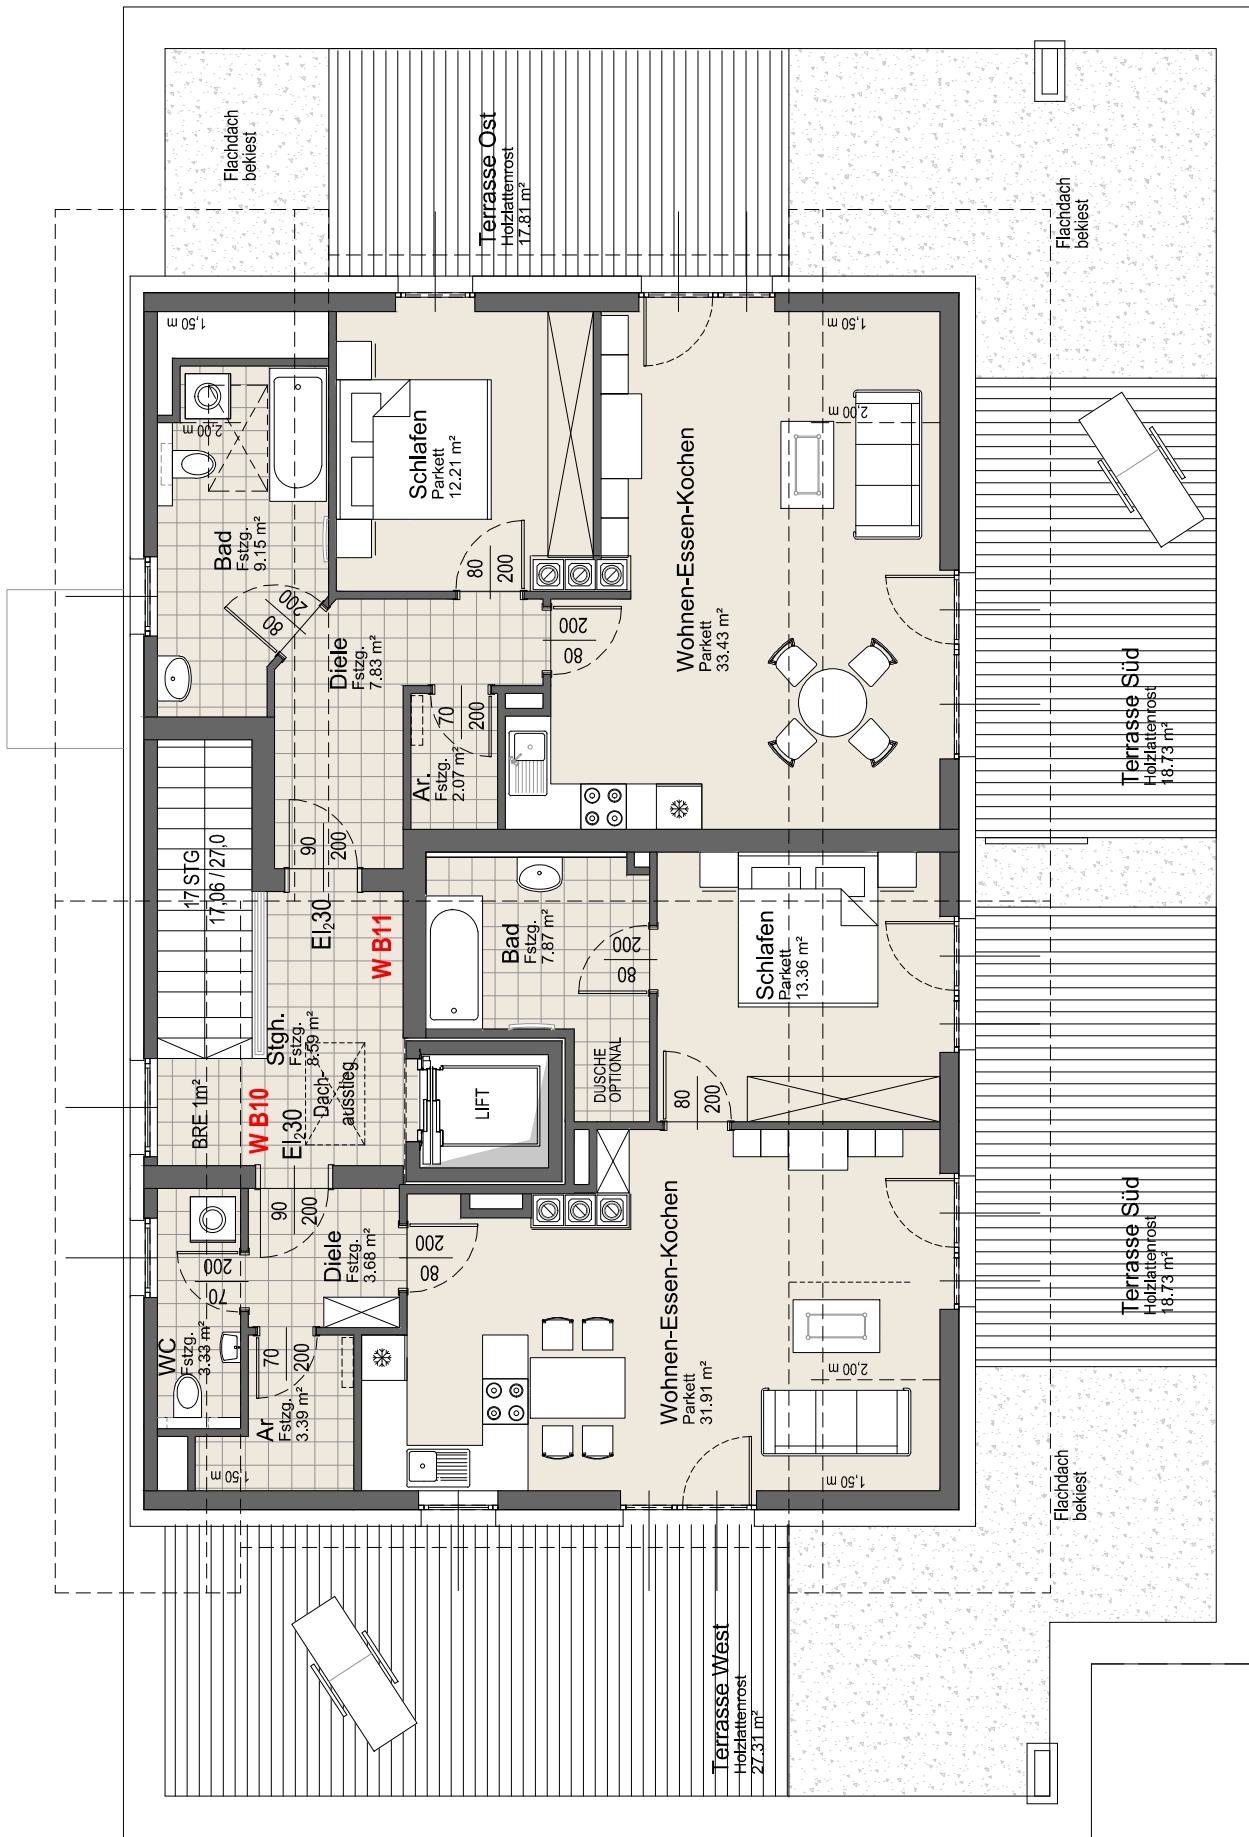 Flachdach
bekiest
Terrasse Ost
Holzlattenrost
17.81 m²
Flachdach
bekiest
1,50 m
1,50 m
2,00 m
2,00 m
Bad
Fstzg.
9.15 m²
80
200
Schlafen
Parkett
12.21 m²
80
200
Wohnen-Essen-Kochen
Parkett
33.43 m²
Diele
Fstzg.
7.83 m²
80
200
70
200
Ar.
Fstzg.
2.07 m²
Terrasse Süd
Holzlattenrost
18.73 m²
17 STG
17,06 / 27,0
90
200
EI₂30
W B11
Bad
Fstzg.
7.87 m²
80
200
Schlafen
Parkett
13.36 m²
80
200
Stgh.
Fstzg.
8.59 m²
Dach-
ausstieg
BRE 1m²
W B10
EI₂30
LIFT
DUSCHE
OPTIONAL
90
200
Diele
Fstzg.
3.68 m²
80
200
70
200
WC
Fstzg.
3.33 m²
70
200
Ar
Fstzg.
3.39 m²
1,50 m
Wohnen-Essen-Kochen
Parkett
31.91 m²
2,00 m
1,50 m
Terrasse Süd
Holzlattenrost
18.73 m²
Flachdach
bekiest
Terrasse West
Holzlattenrost
27.31 m²